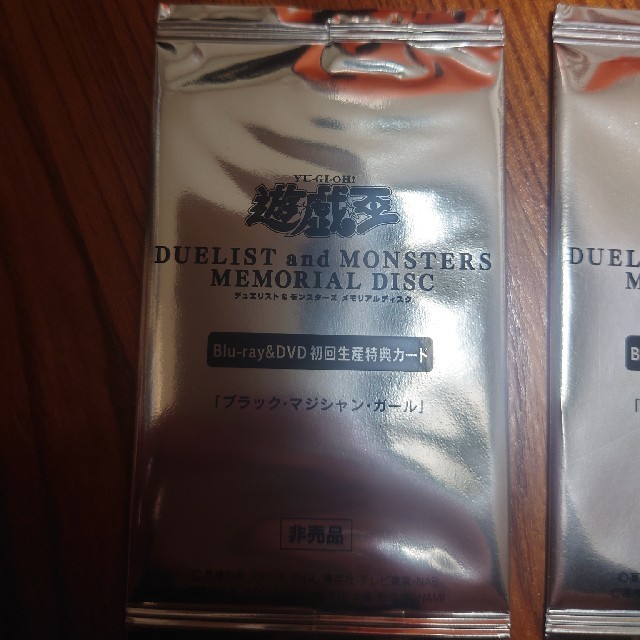 YU-GI-OH!
遊戯王
DUELIST and MONSTERS
MEMORIAL DISC
デュエリスト&モンスターズ メモリアルディスク
Blu-ray&DVD 初回生産特典カード
「ブラック・マジシャン・ガール」
非売品
DUEL
M
B
「